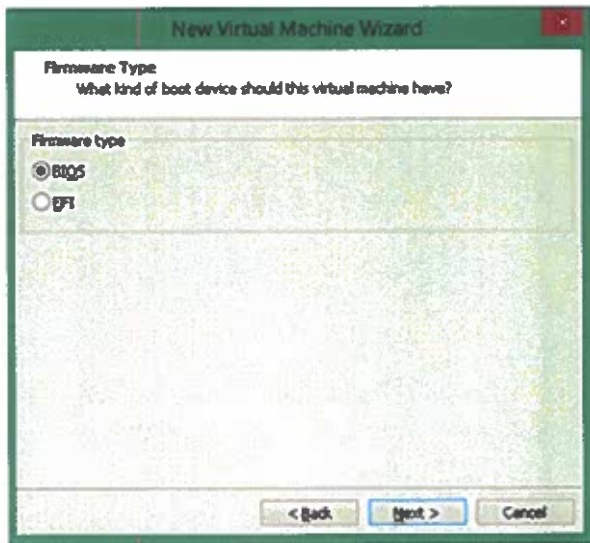 New Virtual Machine Wizard
Firmware Type
What kind of boot device should this virtual machine have?
Firmware type
BIOS
EFI
< Back
Next >
Cancel